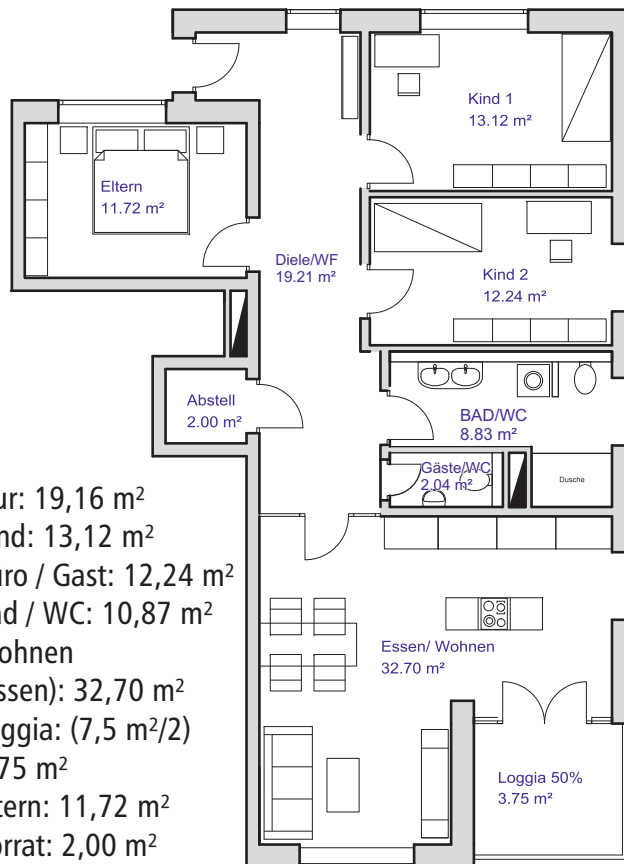 Kind 1
13.12 m²
Eltern
11.72 m²
Diele/WF
19.21 m²
Kind 2
12.24 m²
Abstell
2.00 m²
BAD/WC
8.83 m²
Gäste/WC
2.04 m²
Dusche
Essen/ Wohnen
32.70 m²
Loggia 50%
3.75 m²
ur: 19,16 m²
nd: 13,12 m²
üro / Gast: 12,24 m²
ad / WC: 10,87 m²
ohnen
ssen): 32,70 m²
ggia: (7,5 m²/2)
75 m²
tern: 11,72 m²
orrat: 2,00 m²